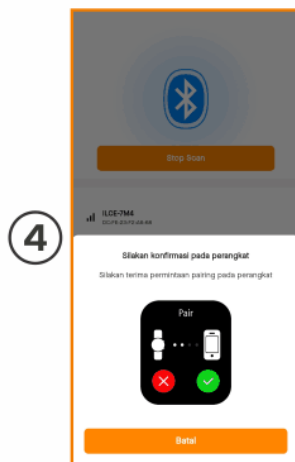 Stop Scan
ILCE-7M4
4
Silakan konfirmasi pada perangkat
Silakan terima permintaan pairing pada perangkat
Pair
Batal